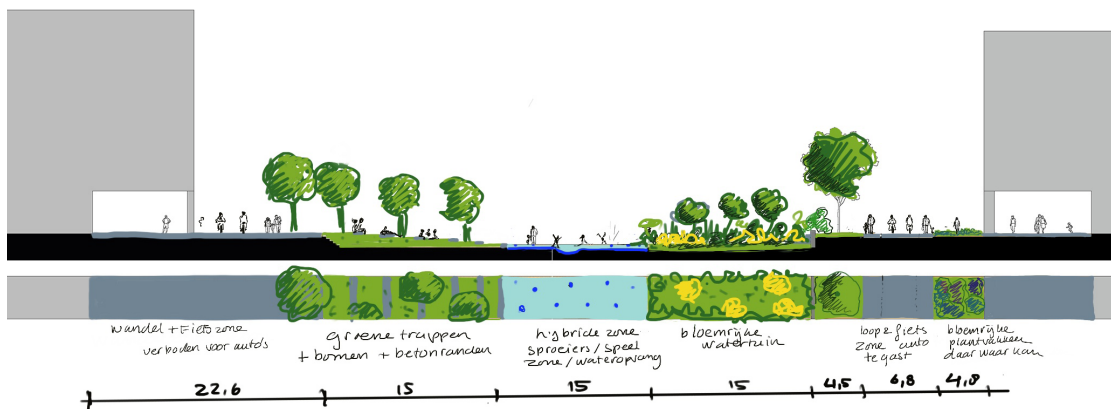 wandel + Fiets zone
verboden voor auto's
groene trappen
+ bomen + betonranden
hybride zone
sproeiers / speel
zone / wateropvang
bloemrijke
watertuin
loop & fiets
zone auto
te gast
bloemrijke
plantvakken
daar waar kan
22,6 15 15 15 4,5 6,8 4,8